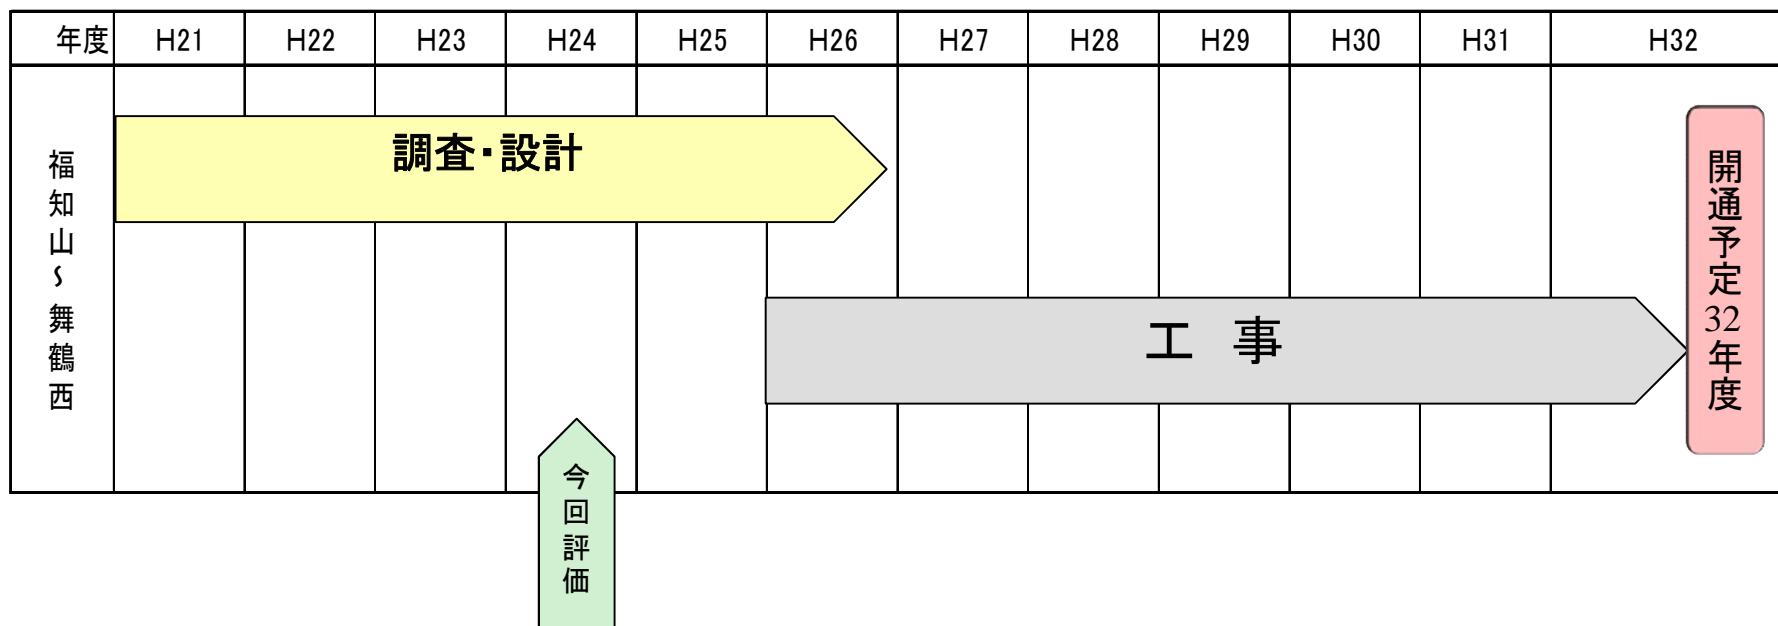 年度 H21 H22 H23 H24 H25 H26 H27 H28 H29 H30 H31 H32
福知山~舞鶴西
調査・設計
工 事
開通予定32年度
今回評価